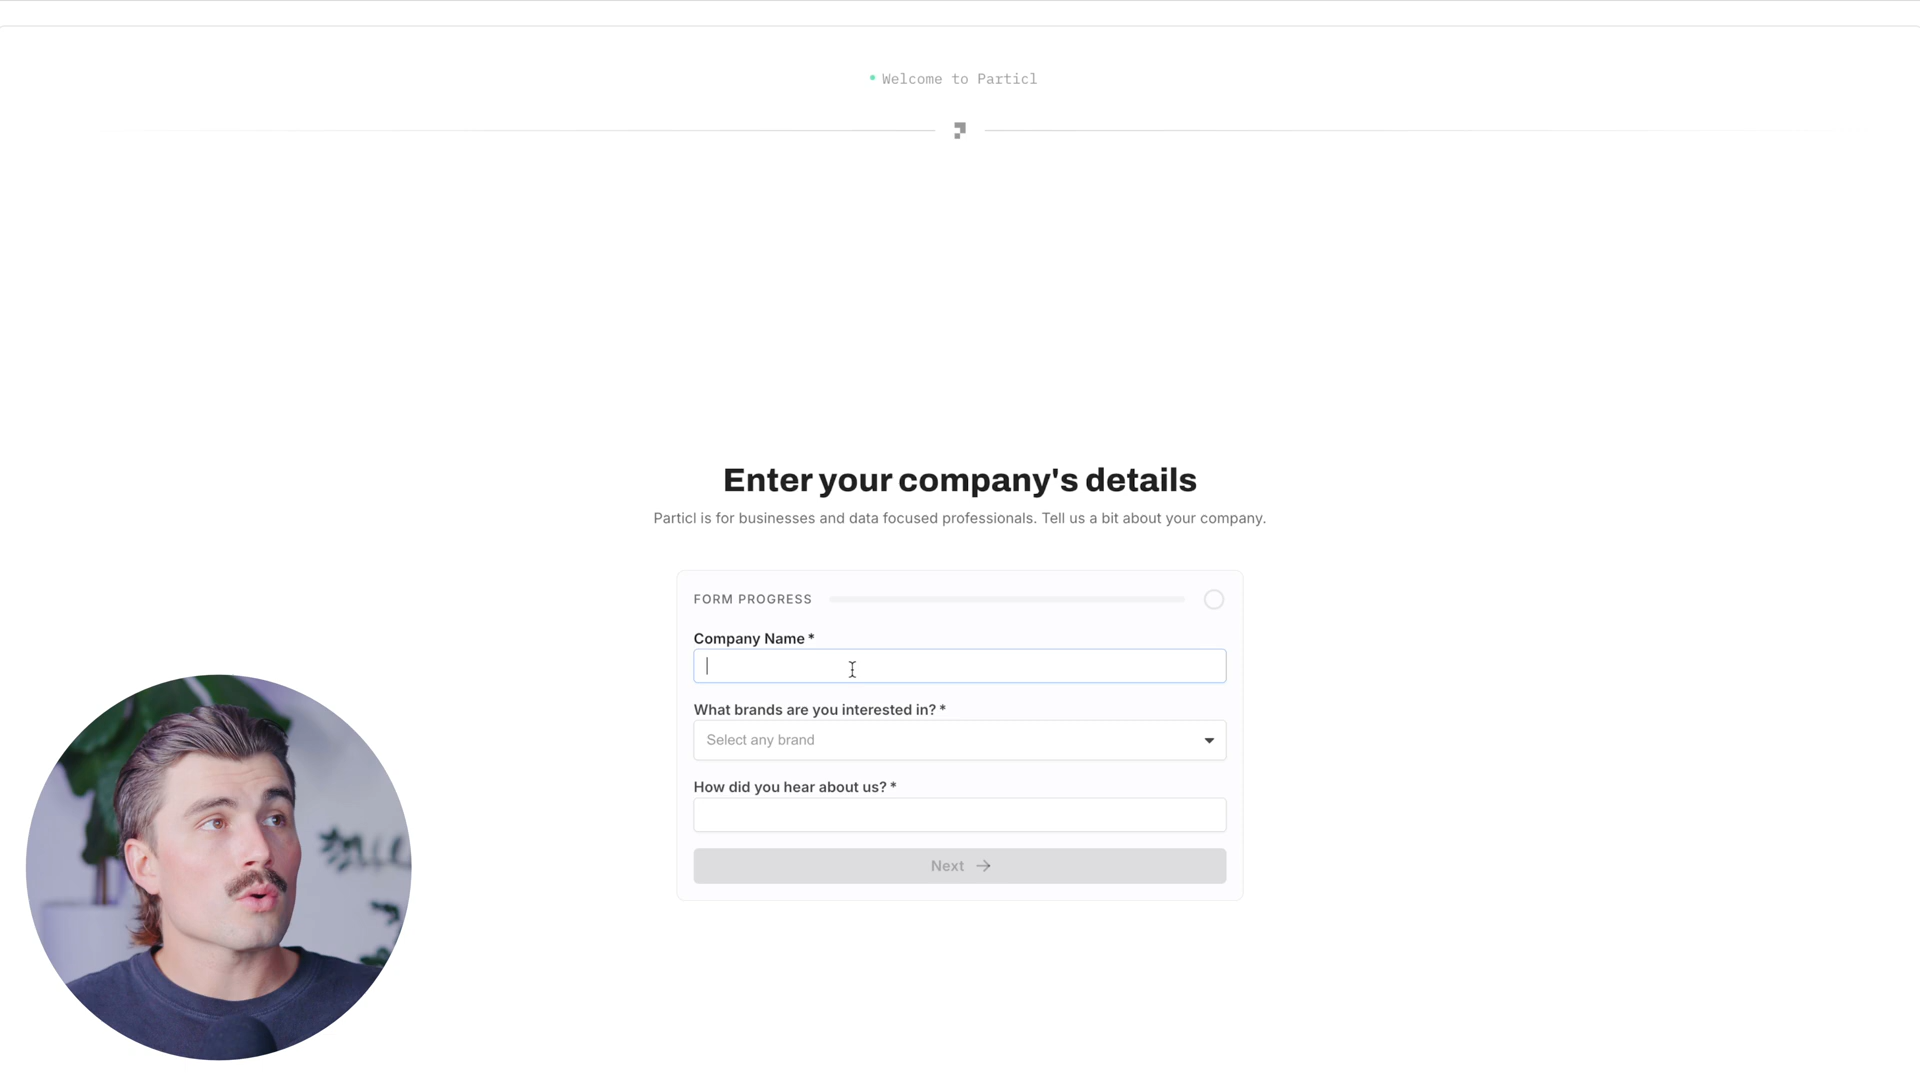 Welcome to Particl
Enter your company's details
Particl is for businesses and data focused professionals. Tell us a bit about your company.
FORM PROGRESS
Company Name *
What brands are you interested in? *
Select any brand
How did you hear about us? *
Next